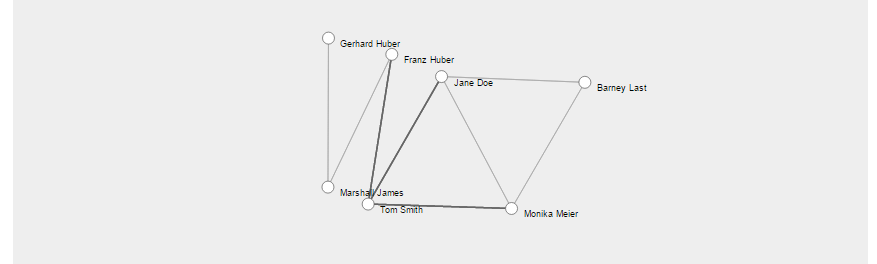 Gerhard Huber
Franz Huber
Jane Doe
Barney Last
Marshall James
Tom Smith
Monika Meier